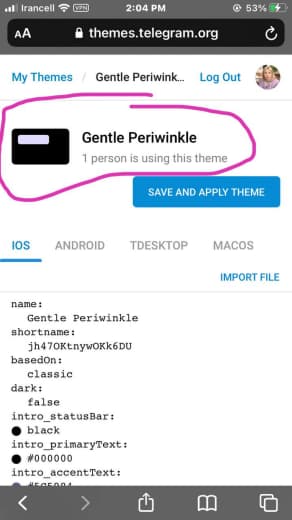 Irancell VPN 2:04 PM 53%
AA themes.telegram.org
My Themes / Gentle Periwink... Log Out
Gentle Periwinkle
1 person is using this theme
SAVE AND APPLY THEME
IOS ANDROID TDESKTOP MACOS
IMPORT FILE
name:
Gentle Periwinkle
shortname:
jh47OKtnywOKk6DU
basedOn:
classic
dark:
false
intro_statusBar:
black
intro_primaryText:
#000000
intro_accentText: